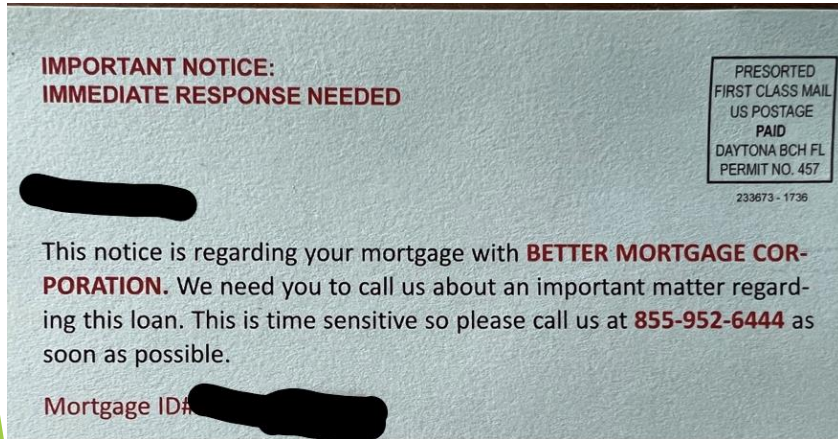 IMPORTANT NOTICE:
IMMEDIATE RESPONSE NEEDED
PRESORTED
FIRST CLASS MAIL
US POSTAGE
PAID
DAYTONA BCH FL
PERMIT NO. 457
233673 - 1736
This notice is regarding your mortgage with BETTER MORTGAGE COR-
PORATION. We need you to call us about an important matter regard-
ing this loan. This is time sensitive so please call us at 855-952-6444 as
soon as possible.
Mortgage ID#